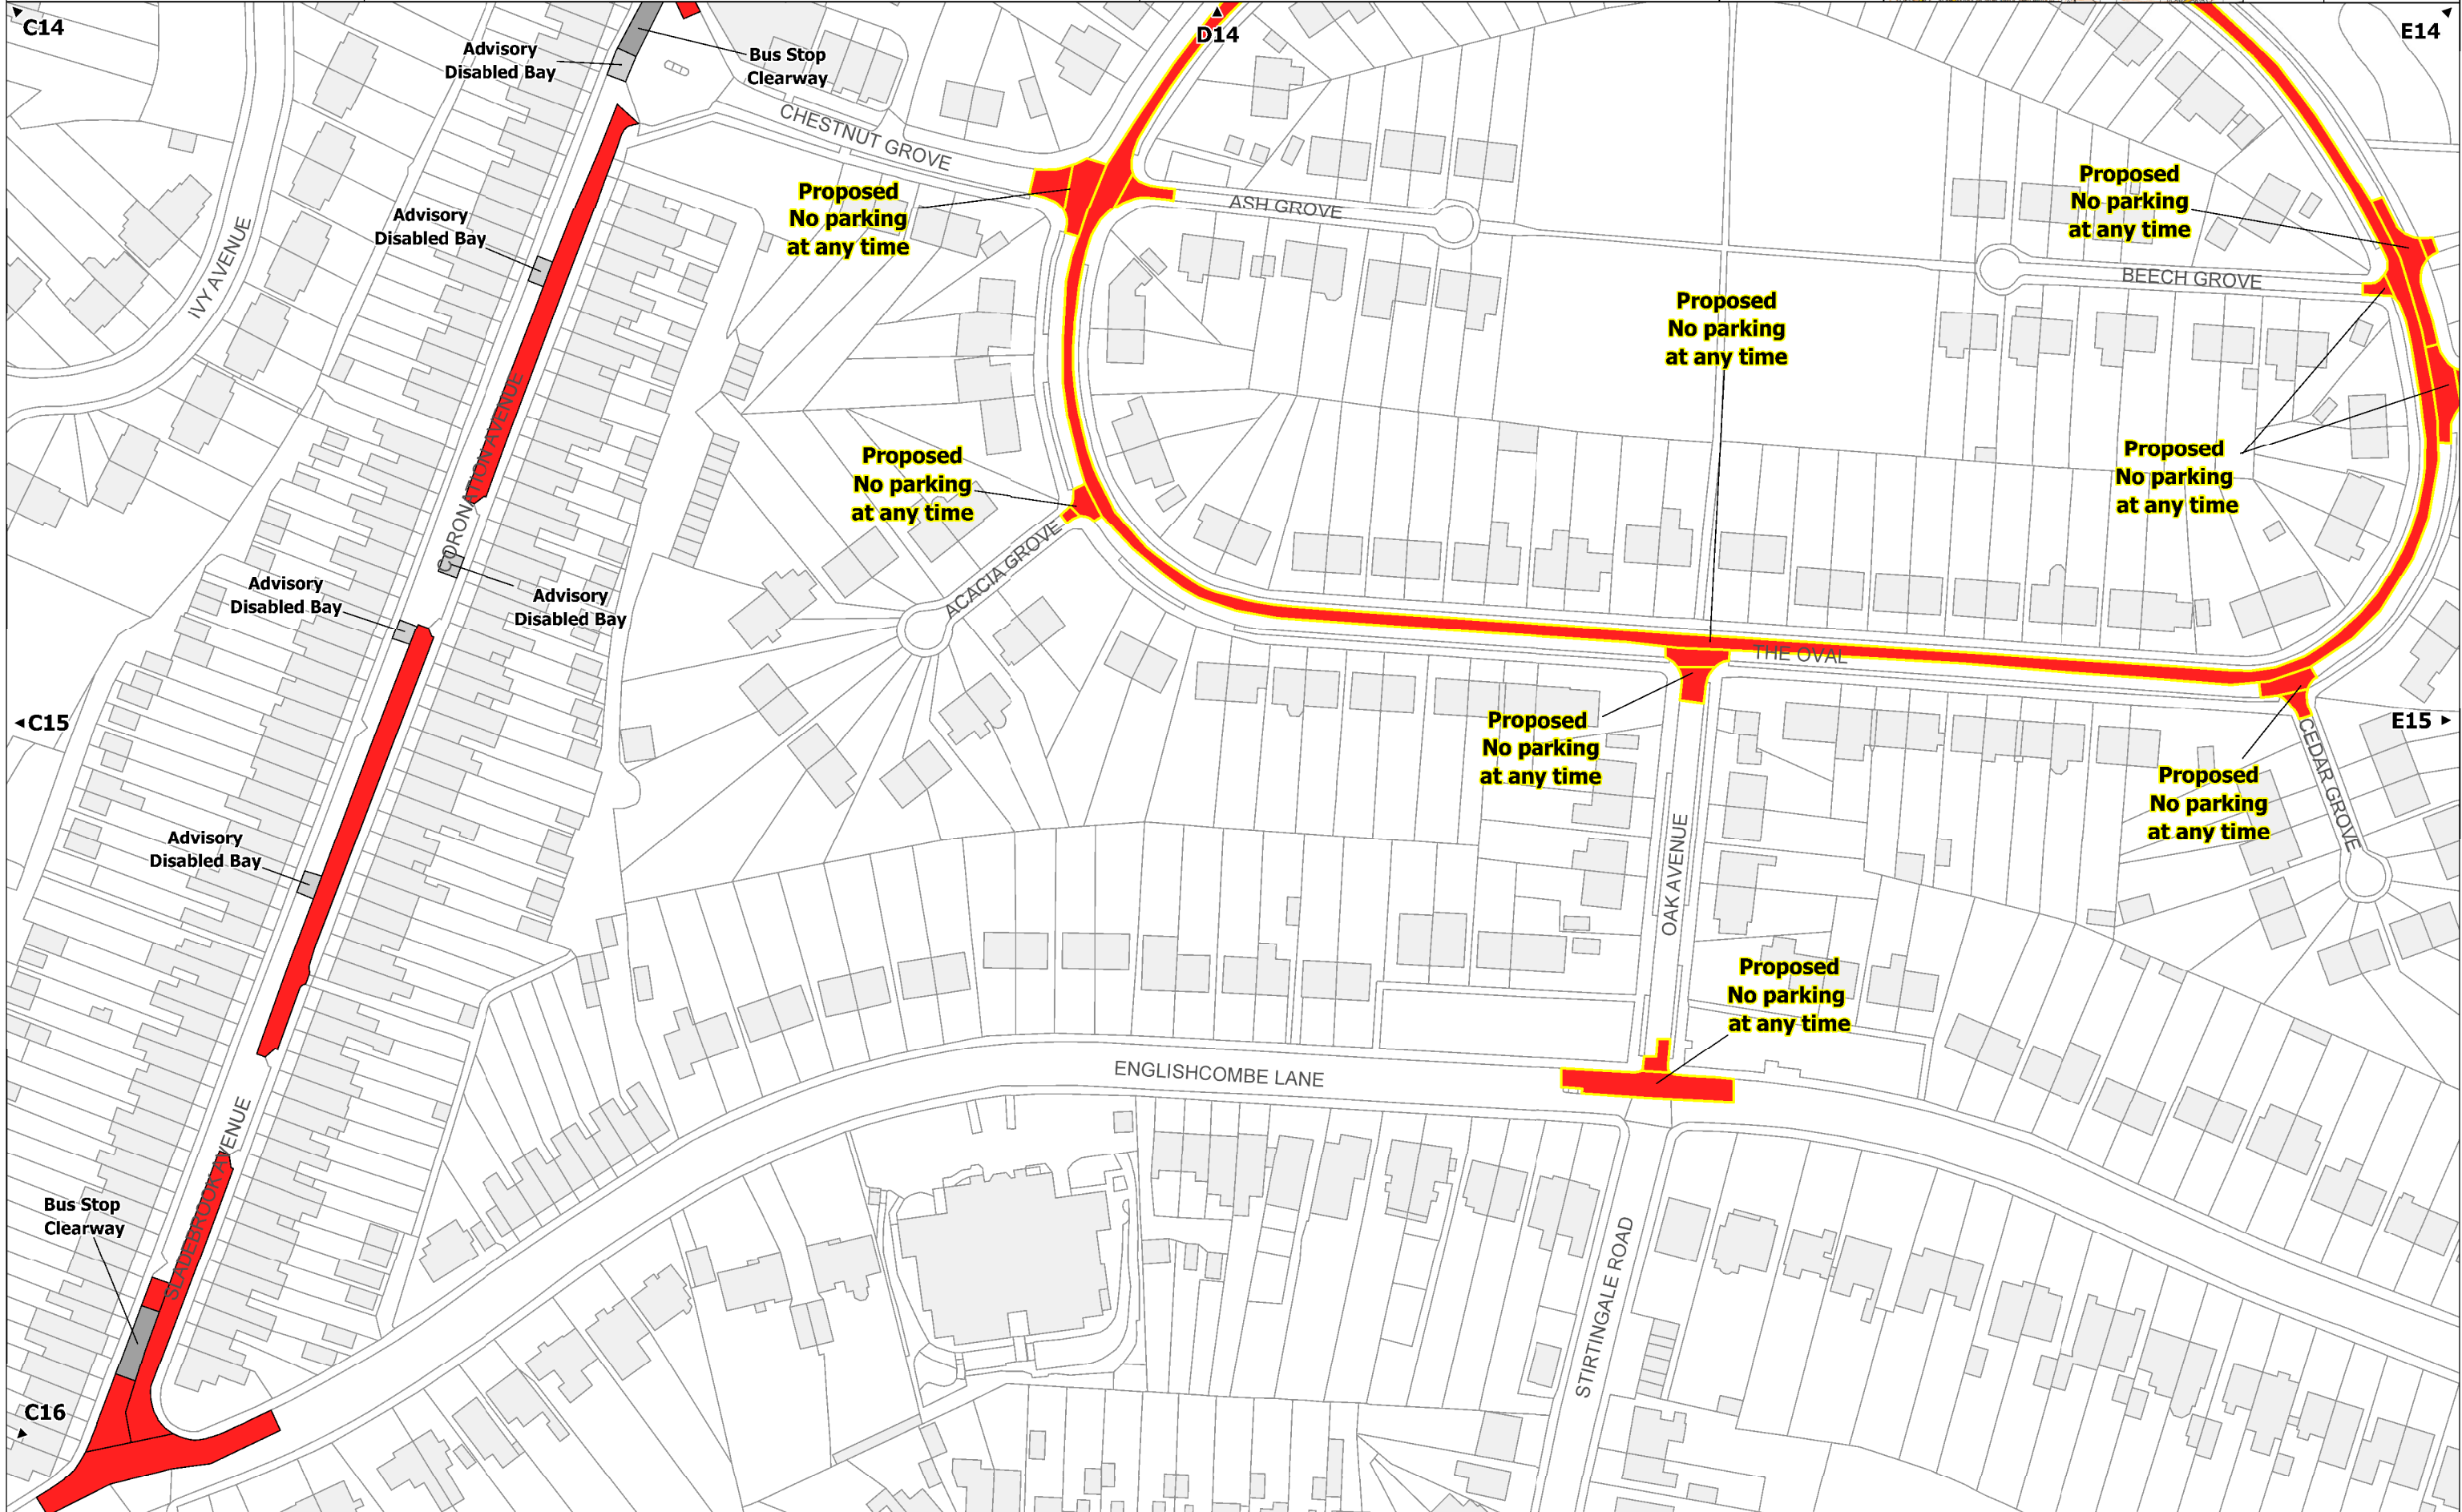 C14
D14
E14
Advisory
Disabled Bay
Bus Stop
Clearway
CHESTNUT GROVE
Proposed
No parking
at any time
ASH GROVE
Proposed
No parking
at any time
BEECH GROVE
IVY AVENUE
Advisory
Disabled Bay
Proposed
No parking
at any time
CORONATION AVENUE
Proposed
No parking
at any time
Proposed
No parking
at any time
ACACIA GROVE
Advisory
Disabled Bay
Advisory
Disabled Bay
THE OVAL
C15
Proposed
No parking
at any time
E15
CEDAR GROVE
Proposed
No parking
at any time
Advisory
Disabled Bay
OAK AVENUE
Proposed
No parking
at any time
ENGLISHCOMBE LANE
SLADEBROOK AVENUE
Bus Stop
Clearway
STIRTINGALE ROAD
C16